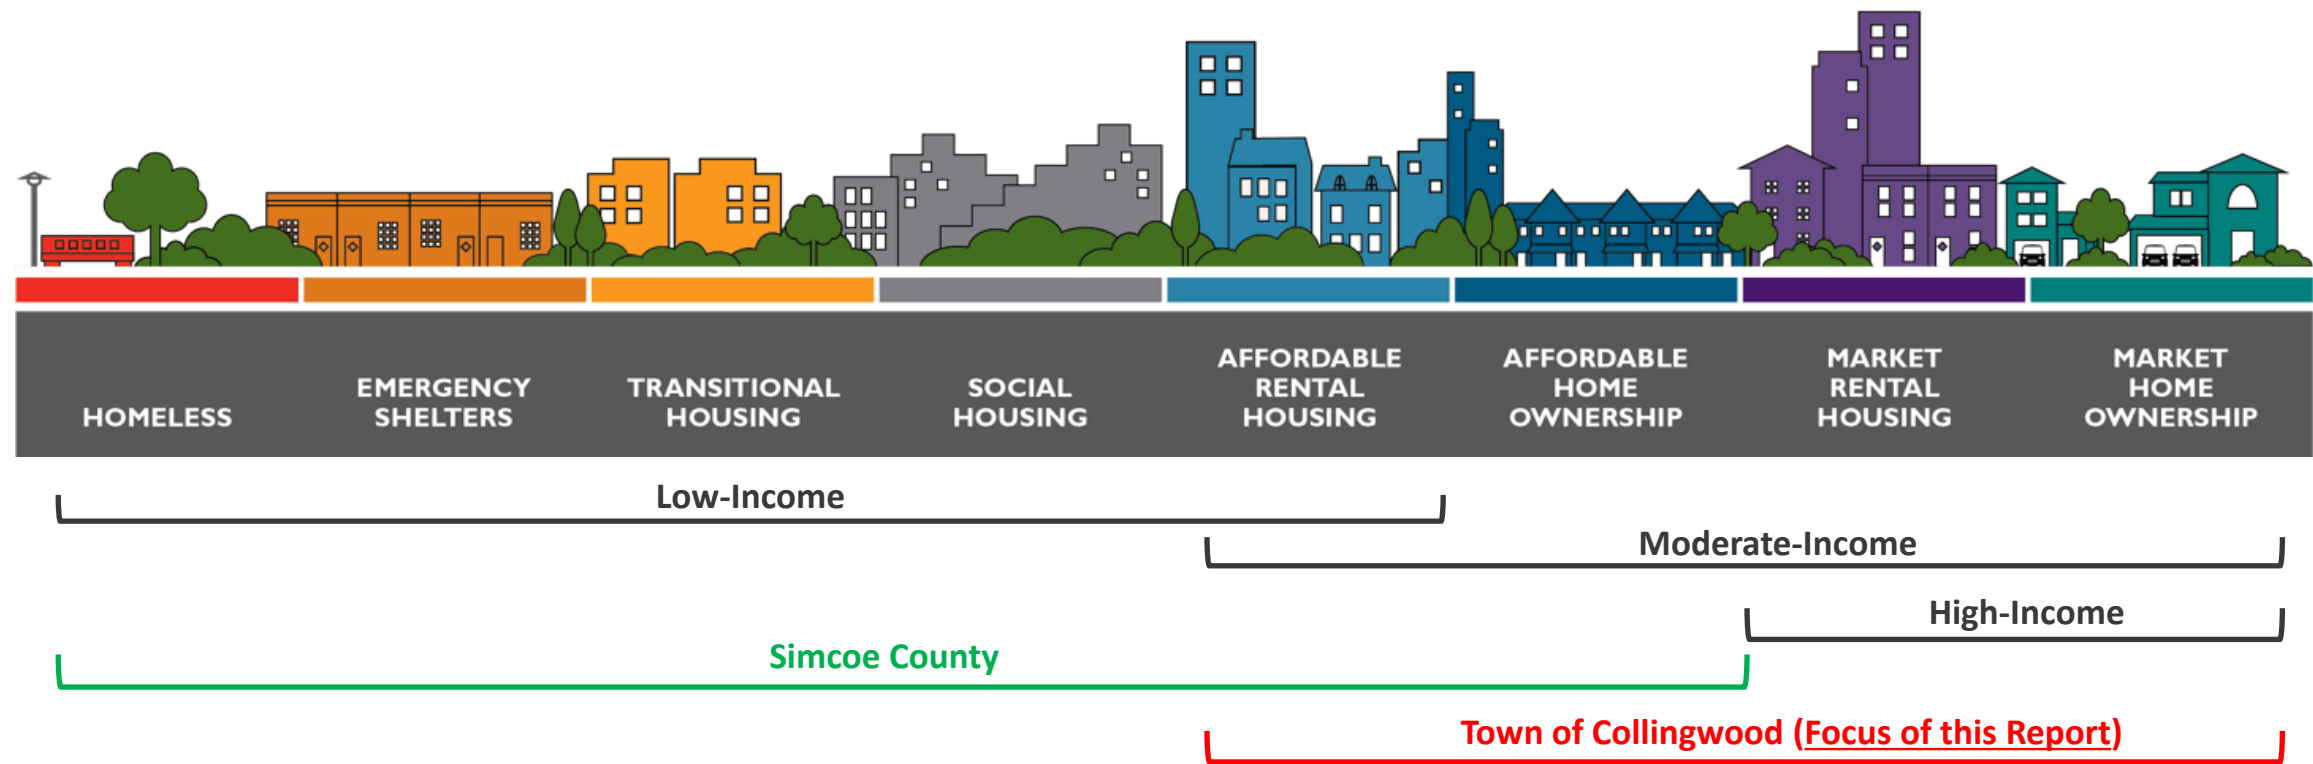 HOMELESS
EMERGENCY
SHELTERS
TRANSITIONAL
HOUSING
SOCIAL
HOUSING
AFFORDABLE
RENTAL
HOUSING
AFFORDABLE
HOME
OWNERSHIP
MARKET
RENTAL
HOUSING
MARKET
HOME
OWNERSHIP
Low-Income
Moderate-Income
High-Income
Simcoe County
Town of Collingwood (Focus of this Report)